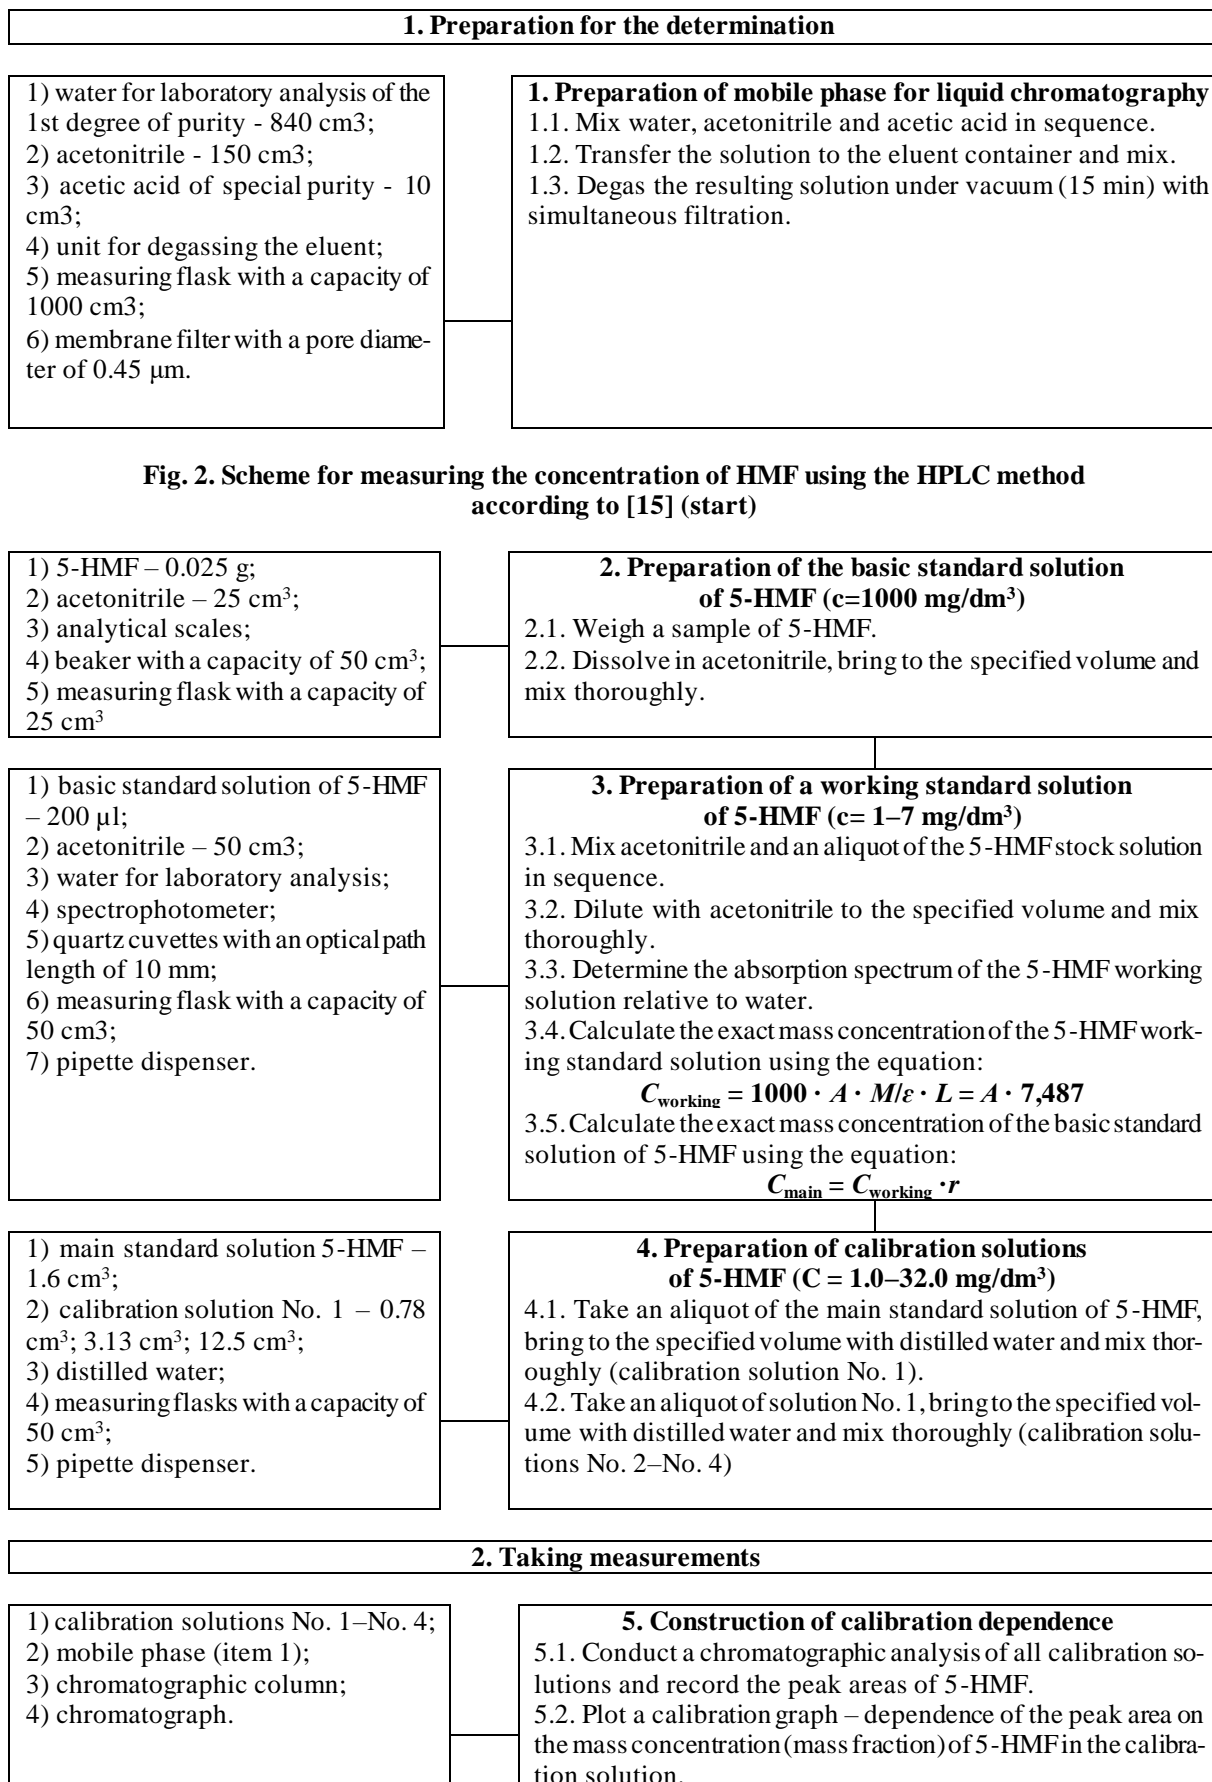 1. Preparation for the determination
1) water for laboratory analysis of the
1st degree of purity - 840 cm3;
2) acetonitrile - 150 cm3;
3) acetic acid of special purity - 10
cm3;
4) unit for degassing the eluent;
5) measuring flask with a capacity of
1000 cm3;
6) membrane filter with a pore diame-
ter of 0.45 μm.
1. Preparation of mobile phase for liquid chromatography
1.1. Mix water, acetonitrile and acetic acid in sequence.
1.2. Transfer the solution to the eluent container and mix.
1.3. Degas the resulting solution under vacuum (15 min) with
simultaneous filtration.
Fig. 2. Scheme for measuring the concentration of HMF using the HPLC method
according to [15] (start)
1) 5-HMF – 0.025 g;
2) acetonitrile – 25 cm³;
3) analytical scales;
4) beaker with a capacity of 50 cm³;
5) measuring flask with a capacity of
25 cm³
2. Preparation of the basic standard solution
of 5-HMF (c=1000 mg/dm³)
2.1. Weigh a sample of 5-HMF.
2.2. Dissolve in acetonitrile, bring to the specified volume and
mix thoroughly.
1) basic standard solution of 5-HMF
– 200 μl;
2) acetonitrile – 50 cm3;
3) water for laboratory analysis;
4) spectrophotometer;
5) quartz cuvettes with an optical path
length of 10 mm;
6) measuring flask with a capacity of
50 cm3;
7) pipette dispenser.
3. Preparation of a working standard solution
of 5-HMF (c= 1–7 mg/dm³)
3.1. Mix acetonitrile and an aliquot of the 5-HMF stock solution
in sequence.
3.2. Dilute with acetonitrile to the specified volume and mix
thoroughly.
3.3. Determine the absorption spectrum of the 5-HMF working
solution relative to water.
3.4. Calculate the exact mass concentration of the 5-HMF work-
ing standard solution using the equation:
C working = 1000 · A · M/ε · L = A · 7,487
3.5. Calculate the exact mass concentration of the basic standard
solution of 5-HMF using the equation:
C main = C working · r
1) main standard solution 5-HMF –
1.6 cm³;
2) calibration solution No. 1 – 0.78
cm³; 3.13 cm³; 12.5 cm³;
3) distilled water;
4) measuring flasks with a capacity of
50 cm³;
5) pipette dispenser.
4. Preparation of calibration solutions
of 5-HMF (C = 1.0–32.0 mg/dm³)
4.1. Take an aliquot of the main standard solution of 5-HMF,
bring to the specified volume with distilled water and mix thor-
oughly (calibration solution No. 1).
4.2. Take an aliquot of solution No. 1, bring to the specified vol-
ume with distilled water and mix thoroughly (calibration solu-
tions No. 2–No. 4)
2. Taking measurements
1) calibration solutions No. 1–No. 4;
2) mobile phase (item 1);
3) chromatographic column;
4) chromatograph.
5. Construction of calibration dependence
5.1. Conduct a chromatographic analysis of all calibration so-
lutions and record the peak areas of 5-HMF.
5.2. Plot a calibration graph – dependence of the peak area on
the mass concentration (mass fraction) of 5-HMF in the calibra-
tion solution.